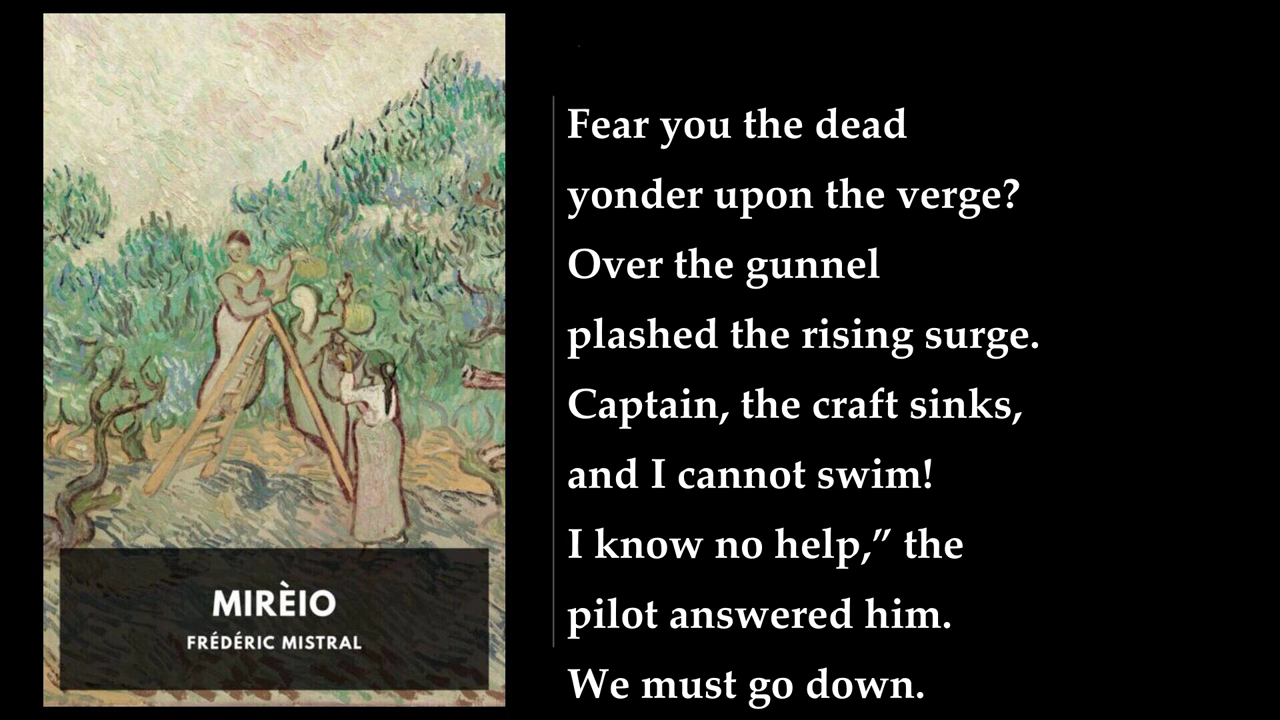 MIRÈIO
FRÉDÉRIC MISTRAL
Fear you the dead
yonder upon the verge?
Over the gunnel
plashed the rising surge.
Captain, the craft sinks,
and I cannot swim!
I know no help,” the
pilot answered him.
We must go down.